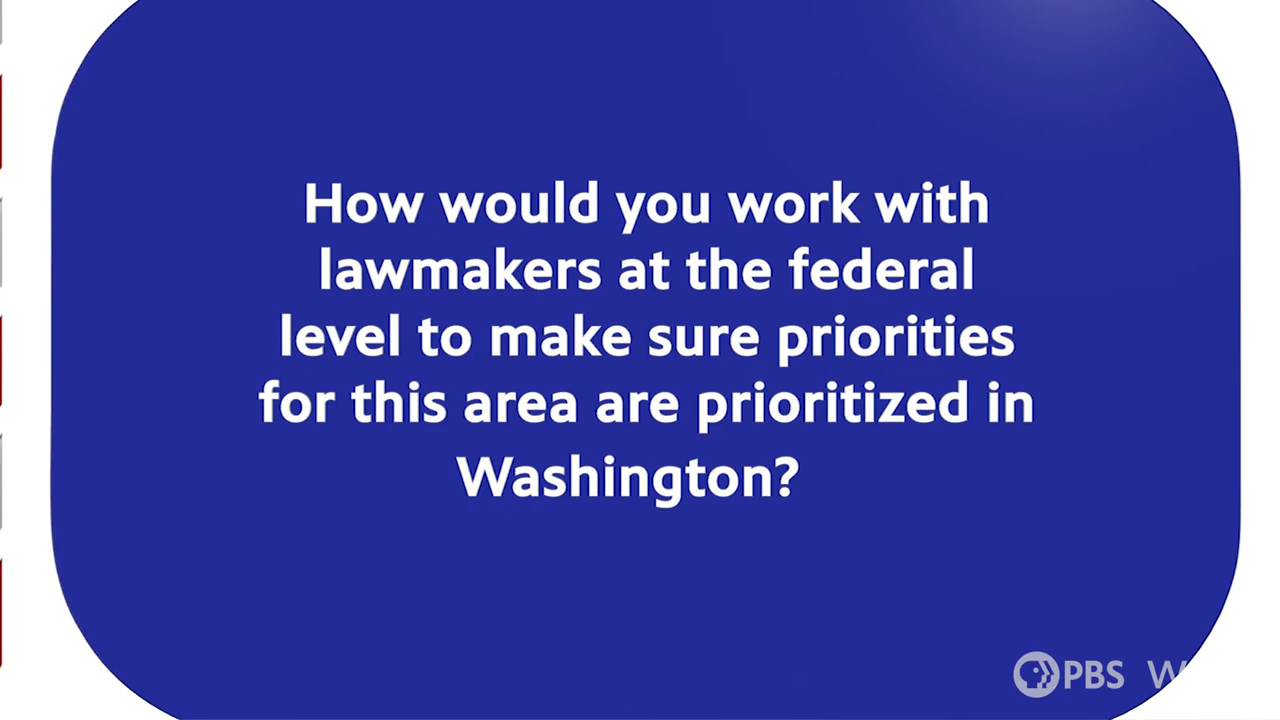 How would you work with
lawmakers at the federal
level to make sure priorities
for this area are prioritized in
Washington?
PBS W